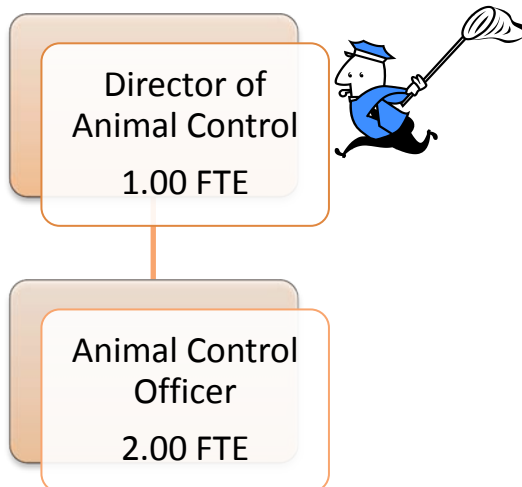 Director of
Animal Control
1.00 FTE
Animal Control
Officer
2.00 FTE